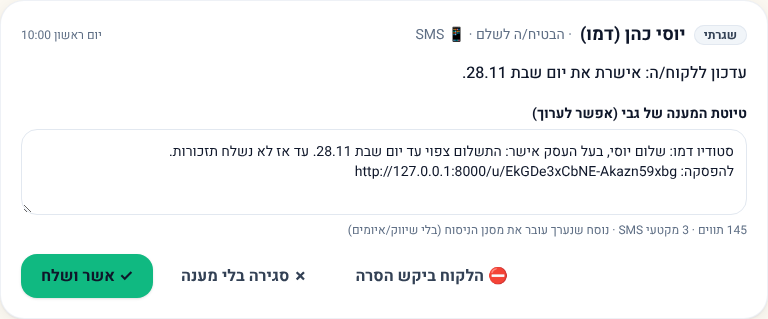 שגרתי יוסי כהן (דמו) · הבטיח/ה לשלם · 📱 SMS יום ראשון 10:00
עדכון ללקוח/ה: אישרת את יום שבת 28.11.
טיוטת המענה של גבי (אפשר לערוך)
סטודיו דמו: שלום יוסי, בעל העסק אישר: התשלום צפוי עד יום שבת 28.11. עד אז לא נשלח תזכורות.
להפסקה: http://127.0.0.1:8000/u/EkGDe3xCbNE-Akazn59xbg
145 תווים · 3 מקטעי SMS · נוסח שנערך עובר את מסנן הניסוח (בלי שיווק/איומים)
⛔ הלקוח ביקש הסרה × סגירה בלי מענה ✓ אשר ושלח